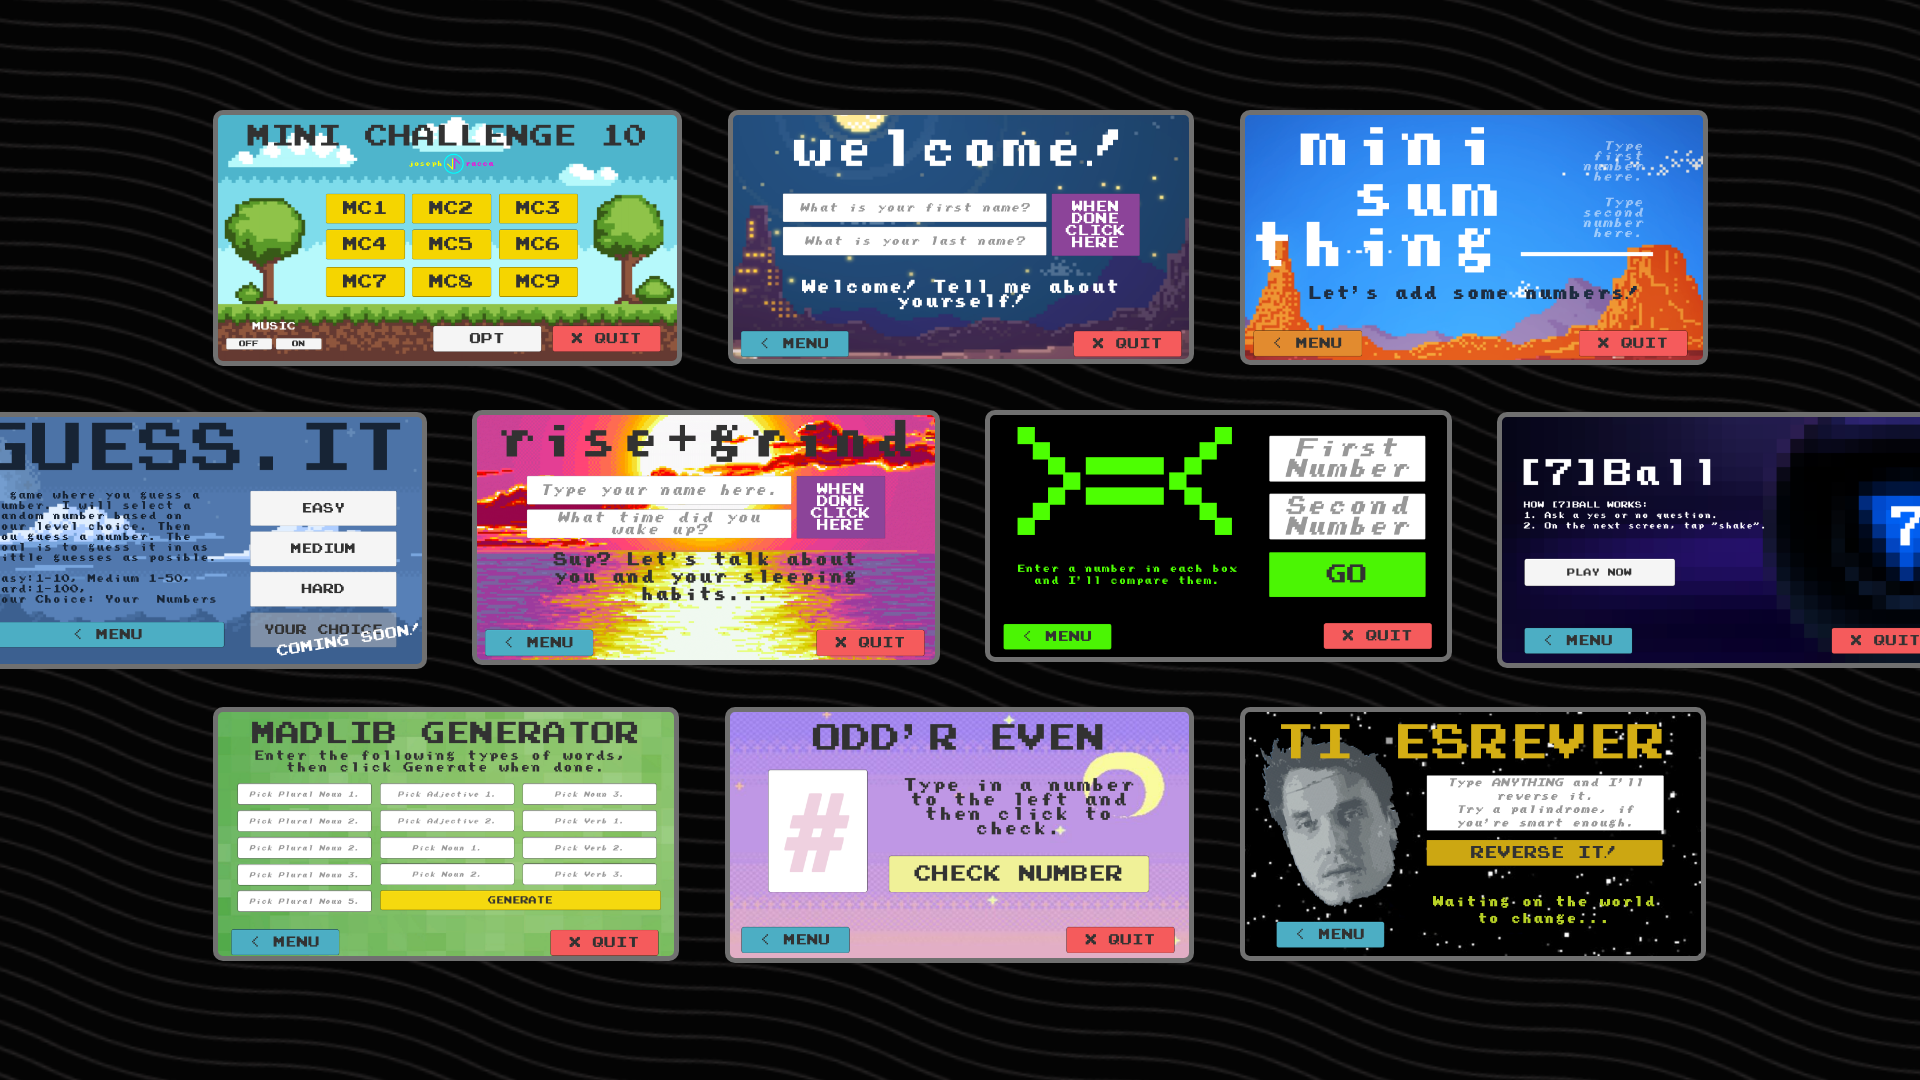 MINI CHALLENGE 10
joseph racca
MC1 MC2 MC3
MC4 MC5 MC6
MC7 MC8 MC9
MUSIC
OFF ON
OPT
X QUIT
welcome!
What is your first name?
What is your last name?
WHEN
DONE
CLICK
HERE
Welcome! Tell me about
yourself!
< MENU
X QUIT
mini
sum
thing
Type
first
number
here.
Type
second
number
here.
Let's add some numbers!
< MENU
X QUIT
GUESS.IT
game where you guess a
umber. I will select a
andom number based on
our level choice. Then
ou guess a number. The
oal is to guess it in as
ittle guesses as posible.
asy:1-10, Medium 1-50,
ard:1-100,
our Choice: Your Numbers
EASY
MEDIUM
HARD
YOUR CHOICE
COMING SOON!
< MENU
rise+grind
Type your name here.
What time did you
wake up?
WHEN
DONE
CLICK
HERE
Sup? Let's talk about
you and your sleeping
habits...
< MENU
X QUIT
>=<
First
Number
Second
Number
GO
Enter a number in each box
and I'll compare them.
< MENU
X QUIT
[7]Ball
HOW [7]BALL WORKS:
1. Ask a yes or no question.
2. On the next screen, tap "shake".
PLAY NOW
7
< MENU
X QUIT
MADLIB GENERATOR
Enter the following types of words,
then click Generate when done.
Pick Plural Noun 1. Pick Adjective 1. Pick Noun 3.
Pick Plural Noun 2. Pick Adjective 2. Pick Verb 1.
Pick Plural Noun 2. Pick Noun 1. Pick Verb 2.
Pick Plural Noun 3. Pick Noun 2. Pick Verb 3.
Pick Plural Noun 5. GENERATE
< MENU
X QUIT
ODD'R EVEN
#
Type in a number
to the left and
then click to
check.
CHECK NUMBER
< MENU
X QUIT
TI ESREVER
Type ANYTHING and I'll
reverse it.
Try a palindrome, if
you're smart enough.
REVERSE IT!
Waiting on the world
to change...
< MENU